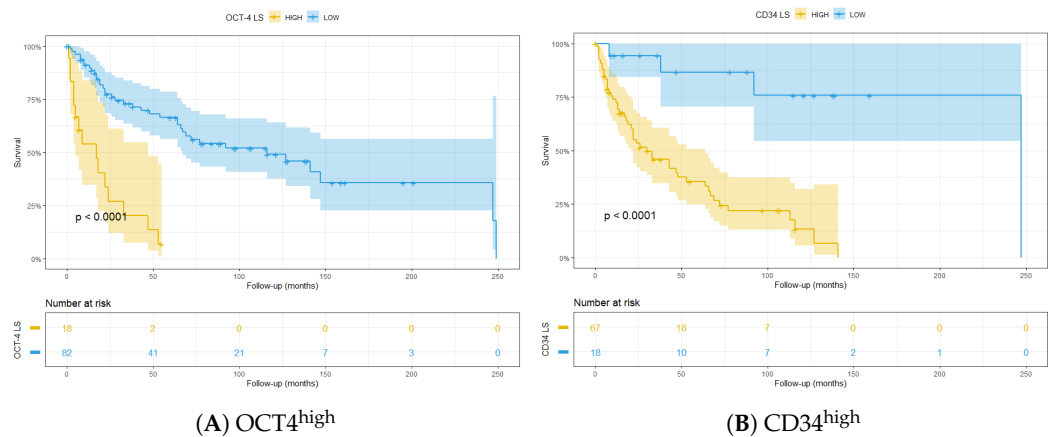 OCT-4 LS HIGH LOW
100%
75%
50%
25%
0%
Survival
p < 0.0001
0 50 100 150 200 250
Follow-up (months)
Number at risk
OCT-4 LS
18 2 0 0 0 0
82 41 21 7 3 0
0 50 100 150 200 250
Follow-up (months)
(A) OCT4high
CD34 LS HIGH LOW
100%
75%
50%
25%
0%
Survival
p < 0.0001
0 50 100 150 200 250
Follow-up (months)
Number at risk
CD34 LS
67 18 7 0 0 0
18 10 7 2 1 0
0 50 100 150 200 250
Follow-up (months)
(B) CD34high